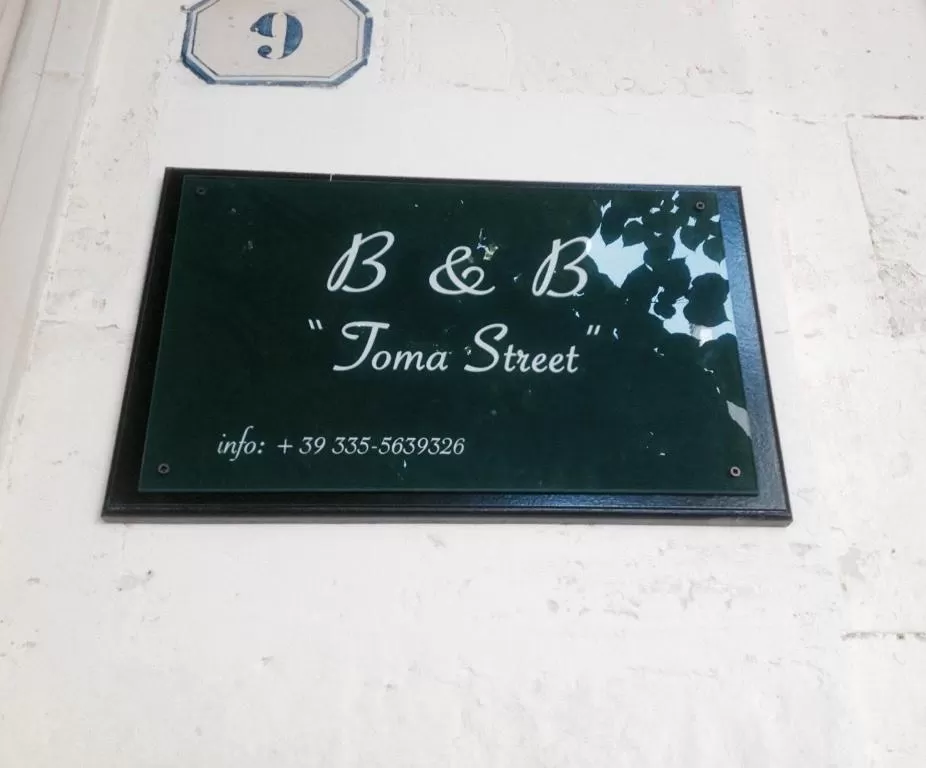 9
B & B
"Toma Street"
info: + 39 335-5639326